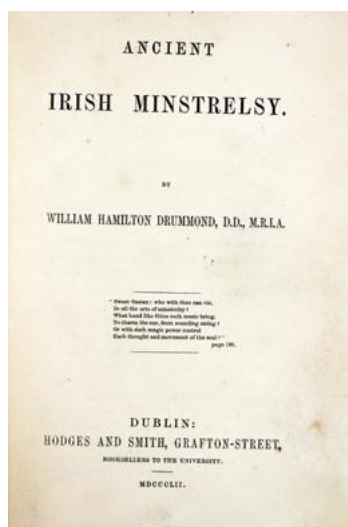 ANCIENT
IRISH MINSTRELSY.
BY
WILLIAM HAMILTON DRUMMOND, D.D., M.R.I.A.
"Sweet Ossian! who with thee can vie,
In all the arts of minstrelsy?
What hand like thine such music bring,
To charm the ear, from sounding string?
Or with such magic power control
Each thought and movement of the soul?"
page 180.
DUBLIN:
HODGES AND SMITH, GRAFTON-STREET,
BOOKSELLERS TO THE UNIVERSITY.
MDCCCLII.